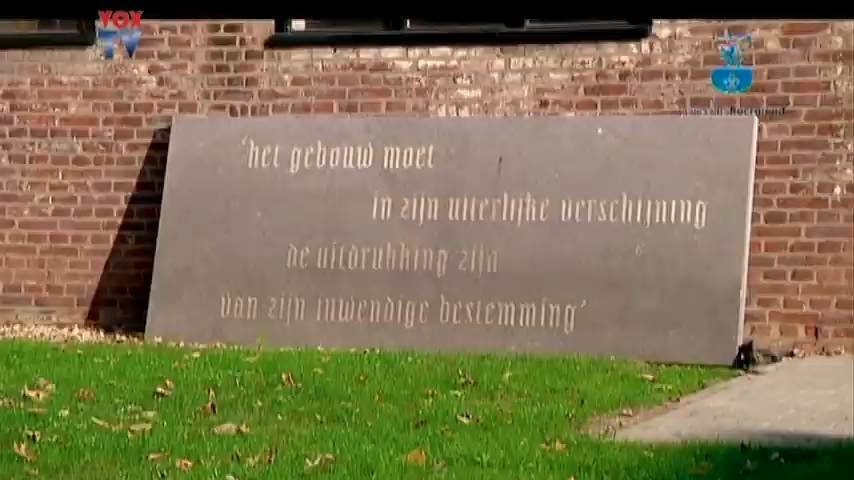 VOX
TV
'het gebouw moet
in zijn uiterlijke verschijning
de uitdrukking zijn
van zijn inwendige bestemming'